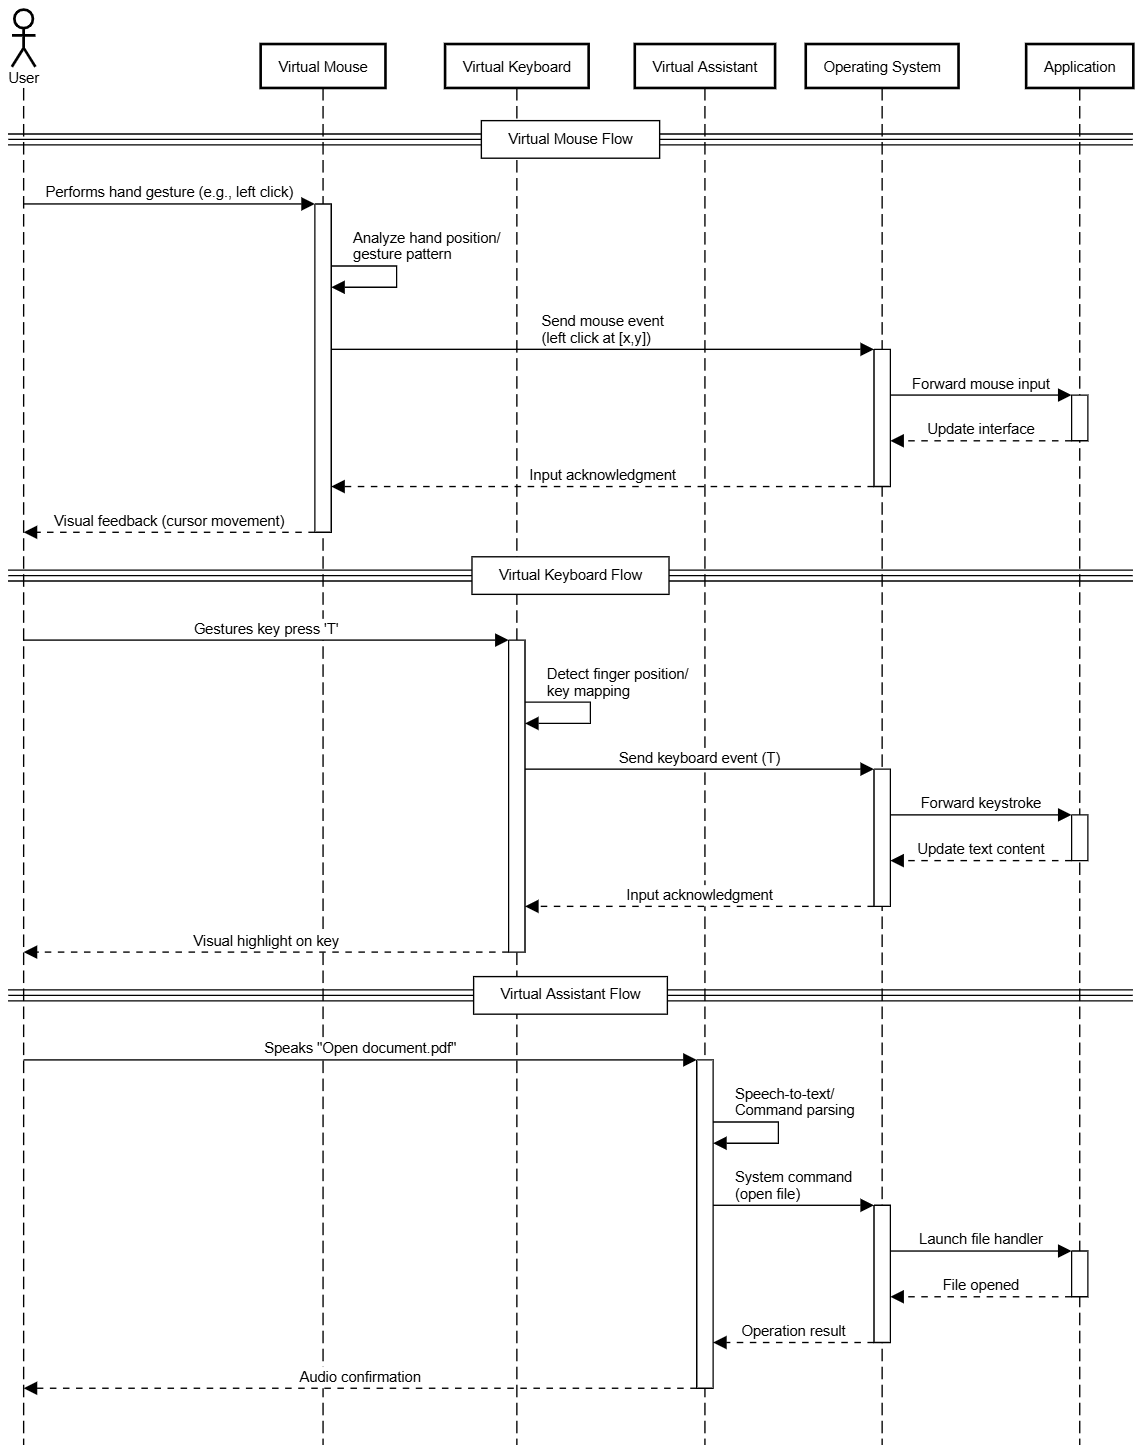 User
Virtual Mouse
Virtual Keyboard
Virtual Assistant
Operating System
Application
Virtual Mouse Flow
Performs hand gesture (e.g., left click)
Analyze hand position/
gesture pattern
Send mouse event
(left click at [x,y])
Forward mouse input
Update interface
Input acknowledgment
Visual feedback (cursor movement)
Virtual Keyboard Flow
Gestures key press 'T'
Detect finger position/
key mapping
Send keyboard event (T)
Forward keystroke
Update text content
Input acknowledgment
Visual highlight on key
Virtual Assistant Flow
Speaks "Open document.pdf"
Speech-to-text/
Command parsing
System command
(open file)
Launch file handler
File opened
Operation result
Audio confirmation